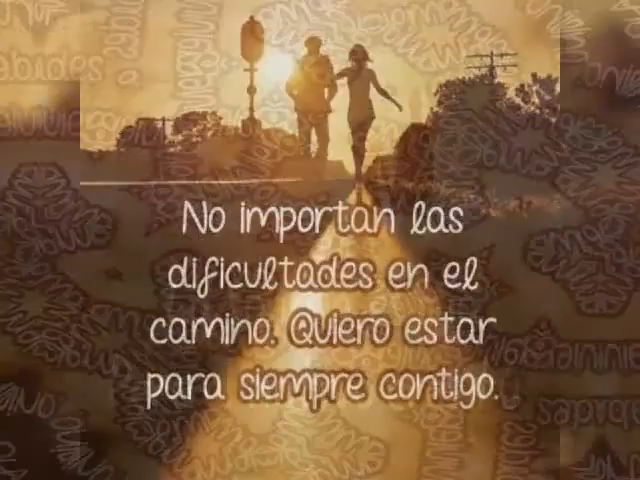 No importan las
dificultades en el
camino. Quiero estar
para siempre contigo.